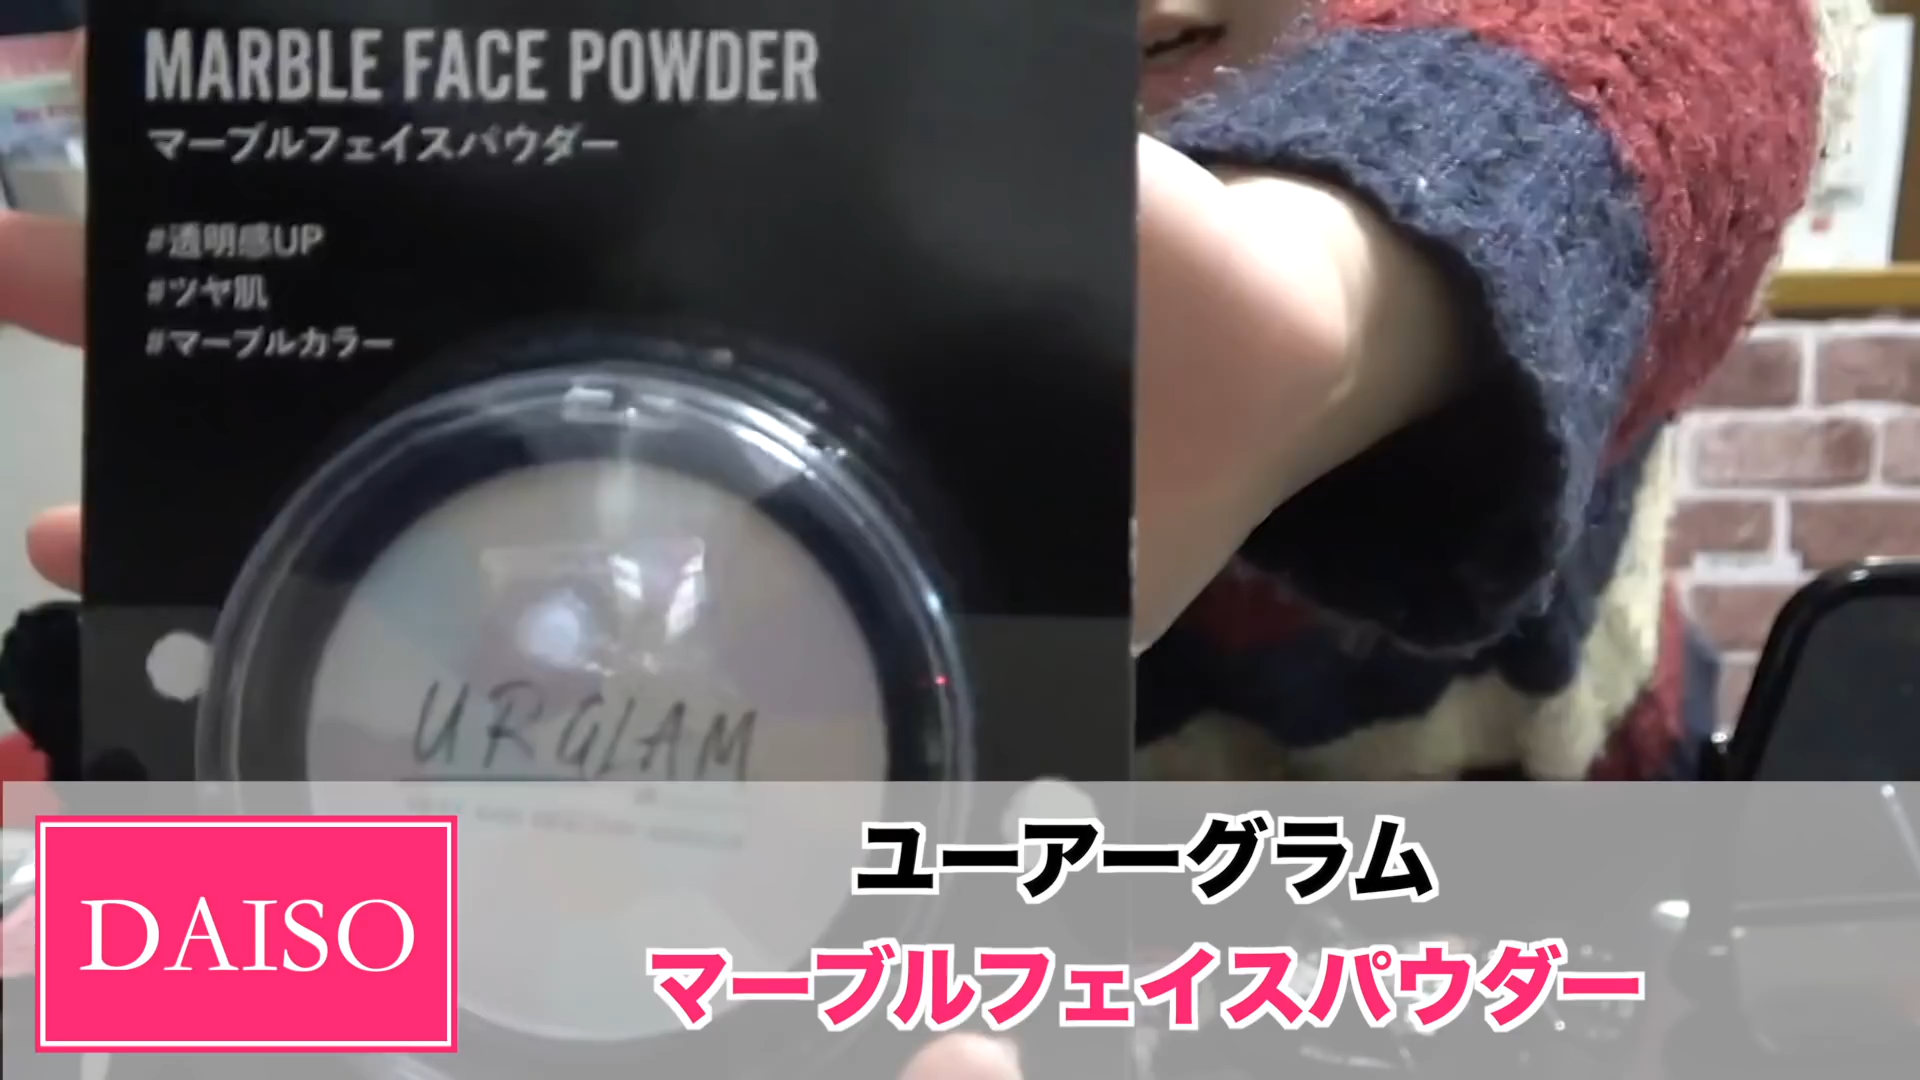 MARBLE FACE POWDER
マーブルフェイスパウダー
#透明感UP
#ツヤ肌
#マーブルカラー
URGLAM
DAISO
ユーアーグラム
マーブルフェイスパウダー